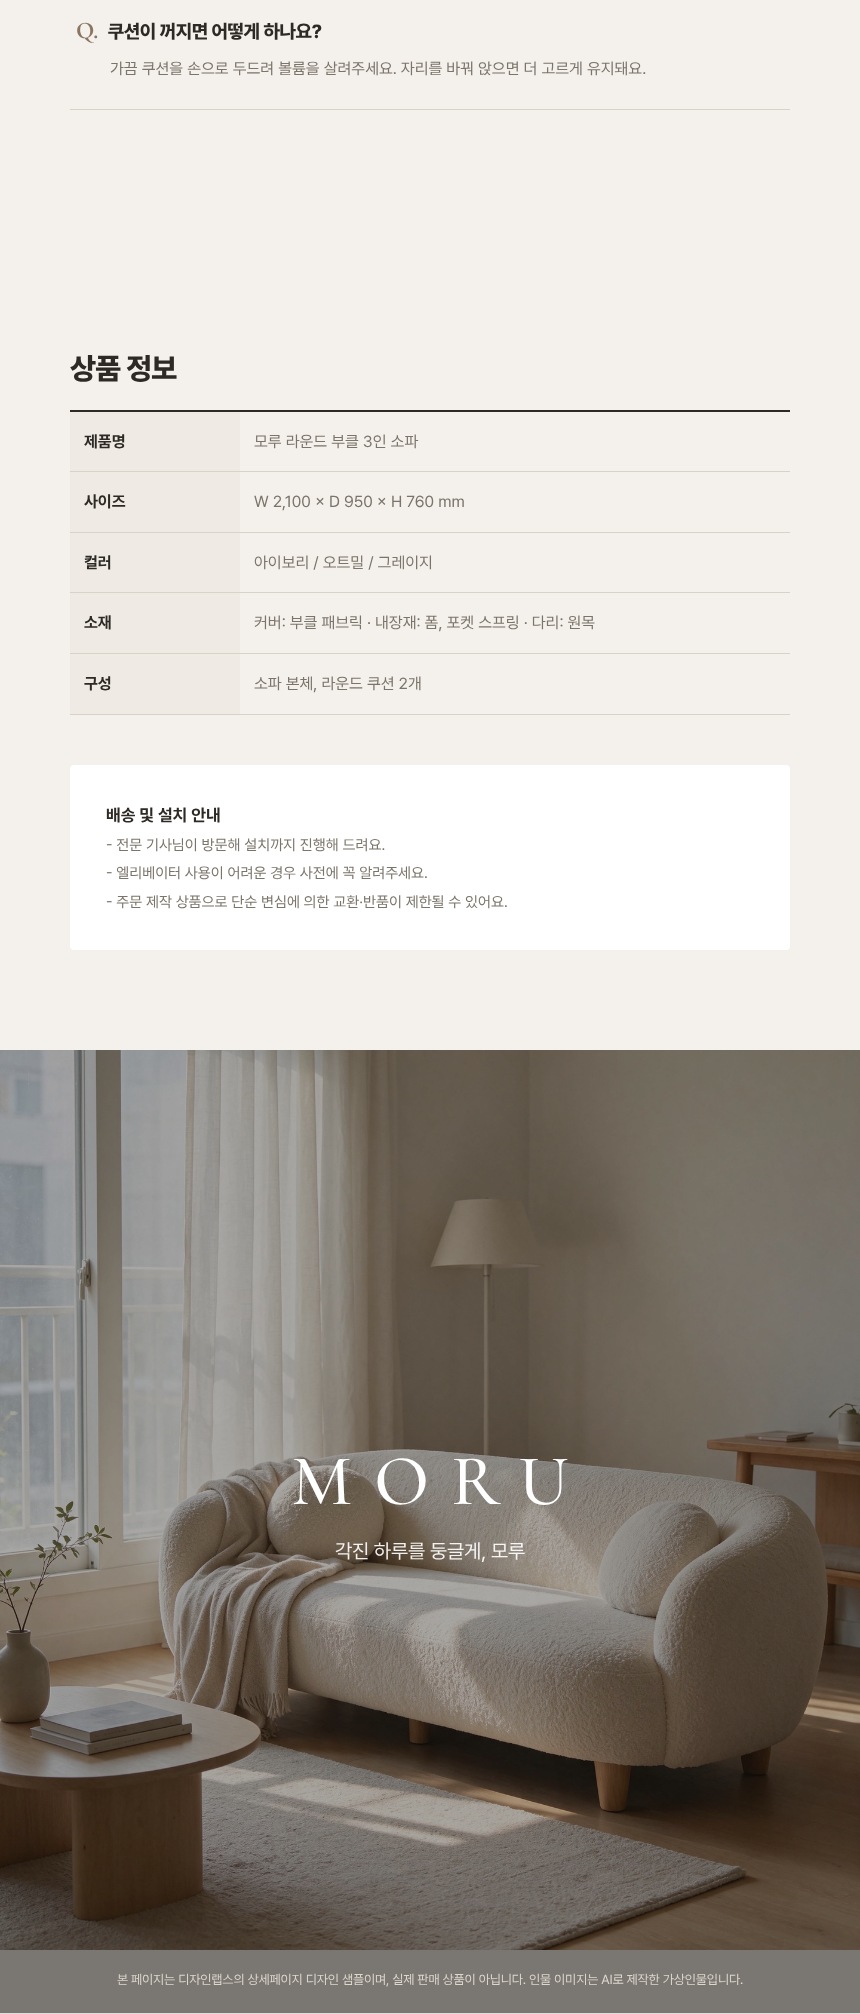 Q. 쿠션이 꺼지면 어떻게 하나요?
가끔 쿠션을 손으로 두드려 볼륨을 살려주세요. 자리를 바꿔 앉으면 더 고르게 유지돼요.
상품 정보
제품명 모루 라운드 부클 3인 소파
사이즈 W 2,100 × D 950 × H 760 mm
컬러 아이보리 / 오트밀 / 그레이지
소재 커버: 부클 패브릭 · 내장재: 폼, 포켓 스프링 · 다리: 원목
구성 소파 본체, 라운드 쿠션 2개
배송 및 설치 안내
- 전문 기사님이 방문해 설치까지 진행해 드려요.
- 엘리베이터 사용이 어려운 경우 사전에 꼭 알려주세요.
- 주문 제작 상품으로 단순 변심에 의한 교환·반품이 제한될 수 있어요.
MORU
각진 하루를 둥글게, 모루
본 페이지는 디자인랩스의 상세페이지 디자인 샘플이며, 실제 판매 상품이 아닙니다. 인물 이미지는 AI로 제작한 가상인물입니다.